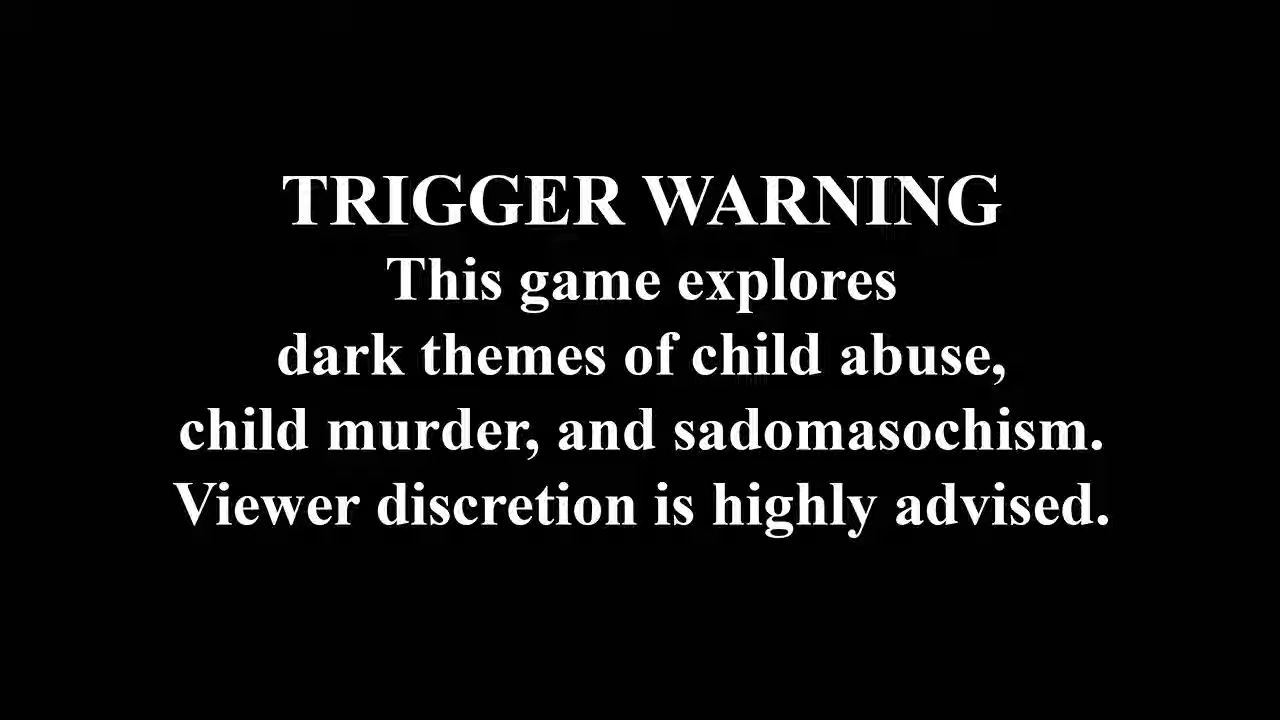 TRIGGER WARNING
This game explores
dark themes of child abuse,
child murder, and sadomasochism.
Viewer discretion is highly advised.